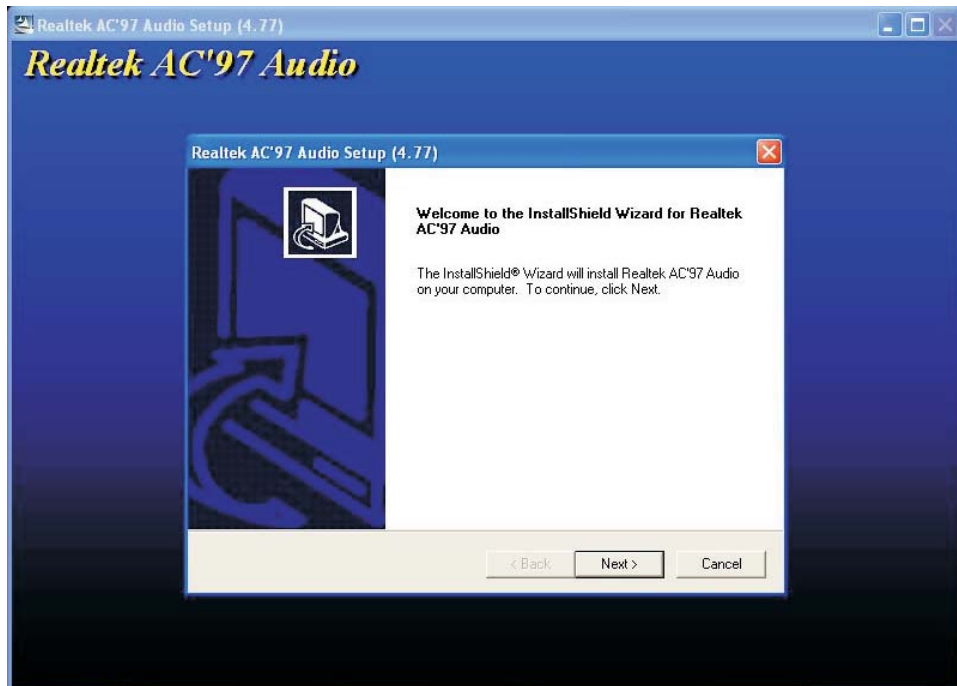 Realtek AC'97 Audio Setup (4.77)
Realtek AC'97 Audio
Realtek AC'97 Audio Setup (4.77)
Welcome to the InstallShield Wizard for Realtek
AC'97 Audio
The InstallShield® Wizard will install Realtek AC'97 Audio
on your computer. To continue, click Next.
< Back
Next >
Cancel